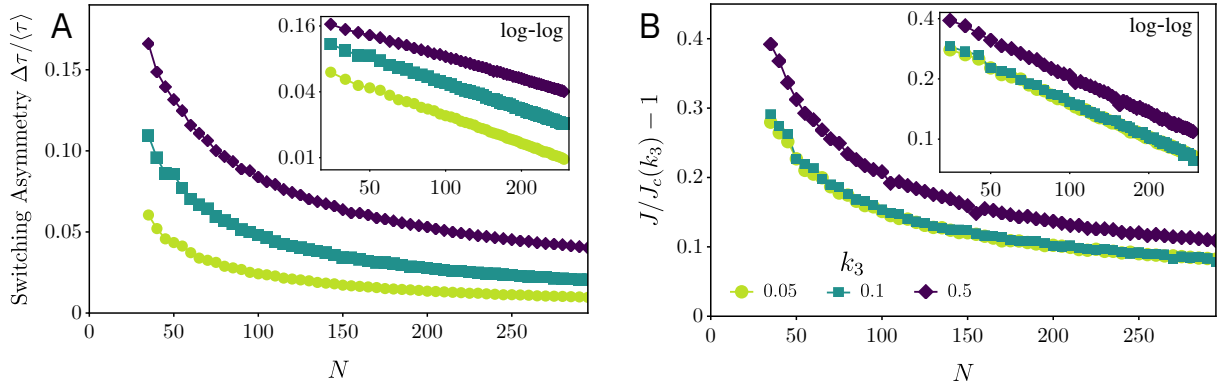 A
Switching Asymmetry Δτ/⟨τ⟩
0.15
0.10
0.05
0
0 50 100 150 200 250
N
log-log
0.16
0.04
0.01
50 100 200
B
J/J_c(k_3) − 1
0.4
0.3
0.2
0.1
0
0 50 100 150 200 250
N
log-log
0.4
0.2
0.1
50 100 200
k_3
0.05 0.1 0.5